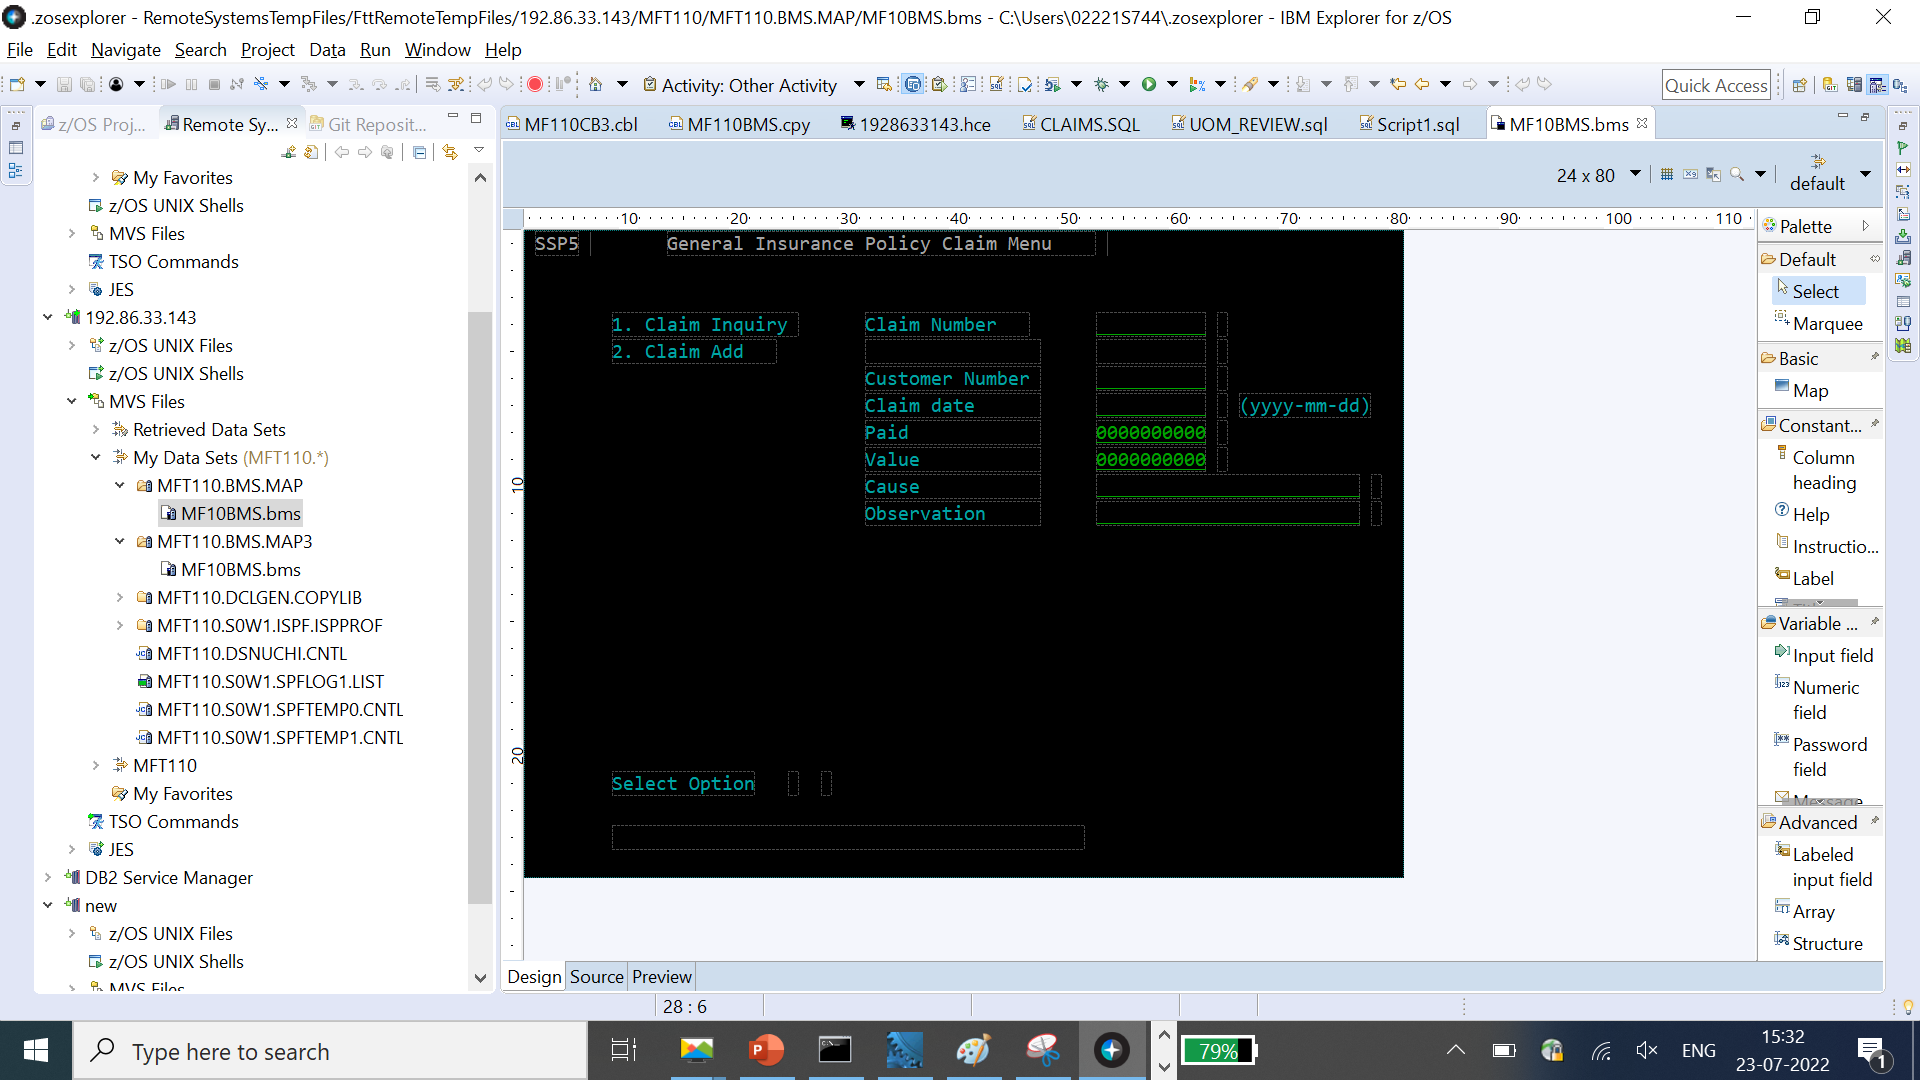 .zosexplorer - RemoteSystemsTempFiles/FttRemoteTempFiles/192.86.33.143/MFT110/MFT110.BMS.MAP/MF10BMS.bms - C:\Users\02221S744\.zosexplorer - IBM Explorer for z/OS
File Edit Navigate Search Project Data Run Window Help
Activity: Other Activity
Quick Access
z/OS Proj...
Remote Sy...
Git Reposit...
MF110CB3.cbl
MF110BMS.cpy
1928633143.hce
CLAIMS.SQL
UOM_REVIEW.sql
Script1.sql
MF10BMS.bms
My Favorites
z/OS UNIX Shells
MVS Files
TSO Commands
JES
192.86.33.143
z/OS UNIX Files
z/OS UNIX Shells
MVS Files
Retrieved Data Sets
My Data Sets (MFT110.*)
MFT110.BMS.MAP
MF10BMS.bms
MFT110.BMS.MAP3
MF10BMS.bms
MFT110.DCLGEN.COPYLIB
MFT110.S0W1.ISPF.ISPPROF
MFT110.DSNUCHI.CNTL
MFT110.S0W1.SPFLOG1.LIST
MFT110.S0W1.SPFTEMP0.CNTL
MFT110.S0W1.SPFTEMP1.CNTL
MFT110
My Favorites
TSO Commands
JES
DB2 Service Manager
new
z/OS UNIX Files
z/OS UNIX Shells
MVS Files
24 x 80
default
10 20 30 40 50 60 70 80 90 100 110
10
20
SSP5 General Insurance Policy Claim Menu
1. Claim Inquiry Claim Number
2. Claim Add
Customer Number
Claim date (yyyy-mm-dd)
Paid 0000000000
Value 0000000000
Cause
Observation
Select Option
Palette
Default
Select
Marquee
Basic
Map
Constant...
Column
heading
Help
Instructio...
Label
Variable ...
Input field
Numeric
field
Password
field
Message
Advanced
Labeled
input field
Array
Structure
Design Source Preview
28 : 6
Type here to search
79%
ENG
15:32
23-07-2022
1